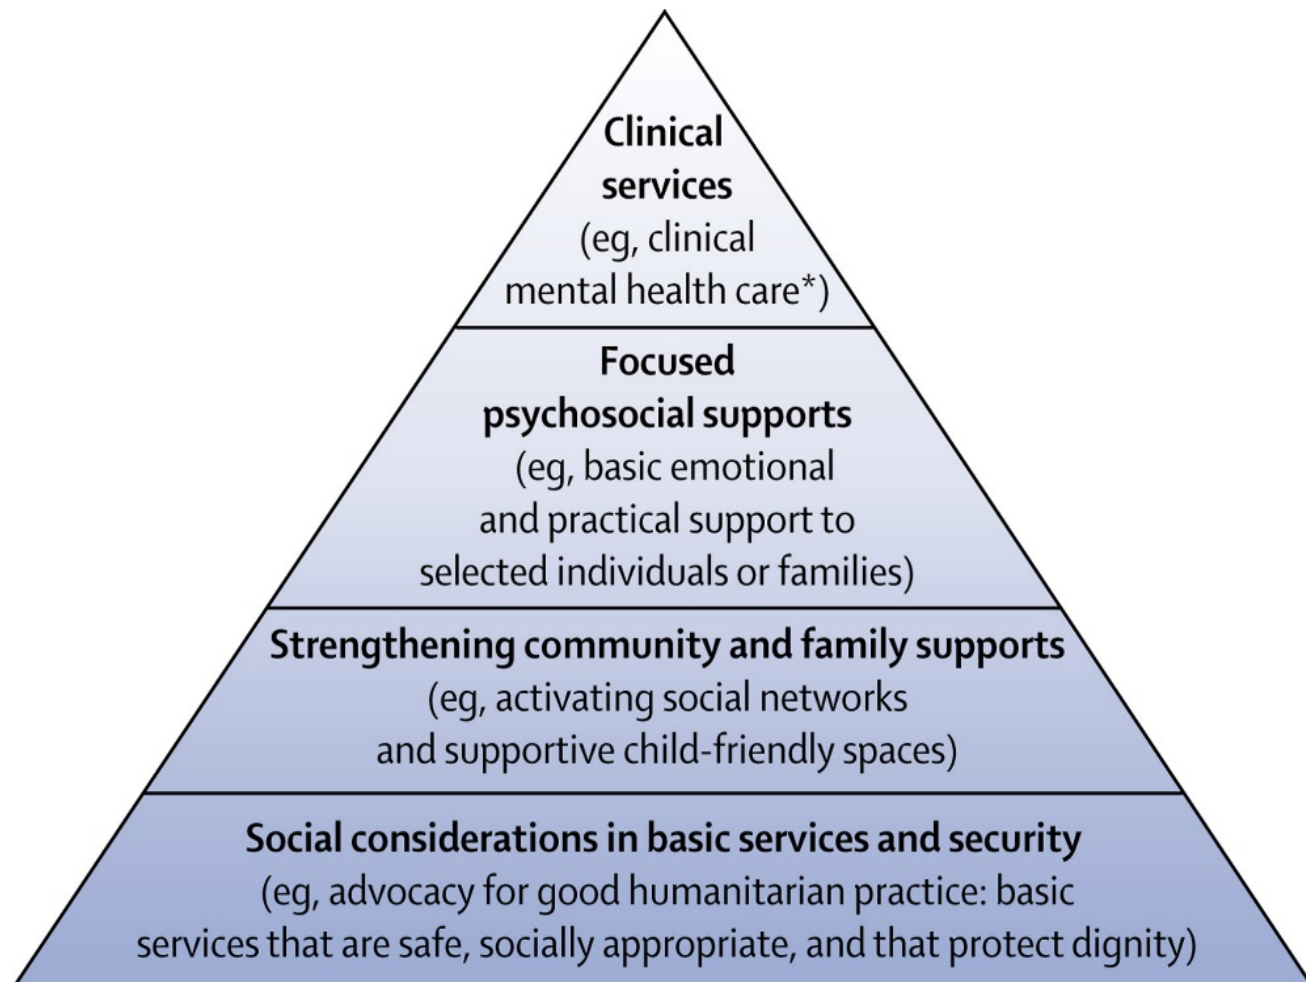 Clinical
services
(eg, clinical
mental health care*)
Focused
psychosocial supports
(eg, basic emotional
and practical support to
selected individuals or families)
Strengthening community and family supports
(eg, activating social networks
and supportive child-friendly spaces)
Social considerations in basic services and security
(eg, advocacy for good humanitarian practice: basic
services that are safe, socially appropriate, and that protect dignity)